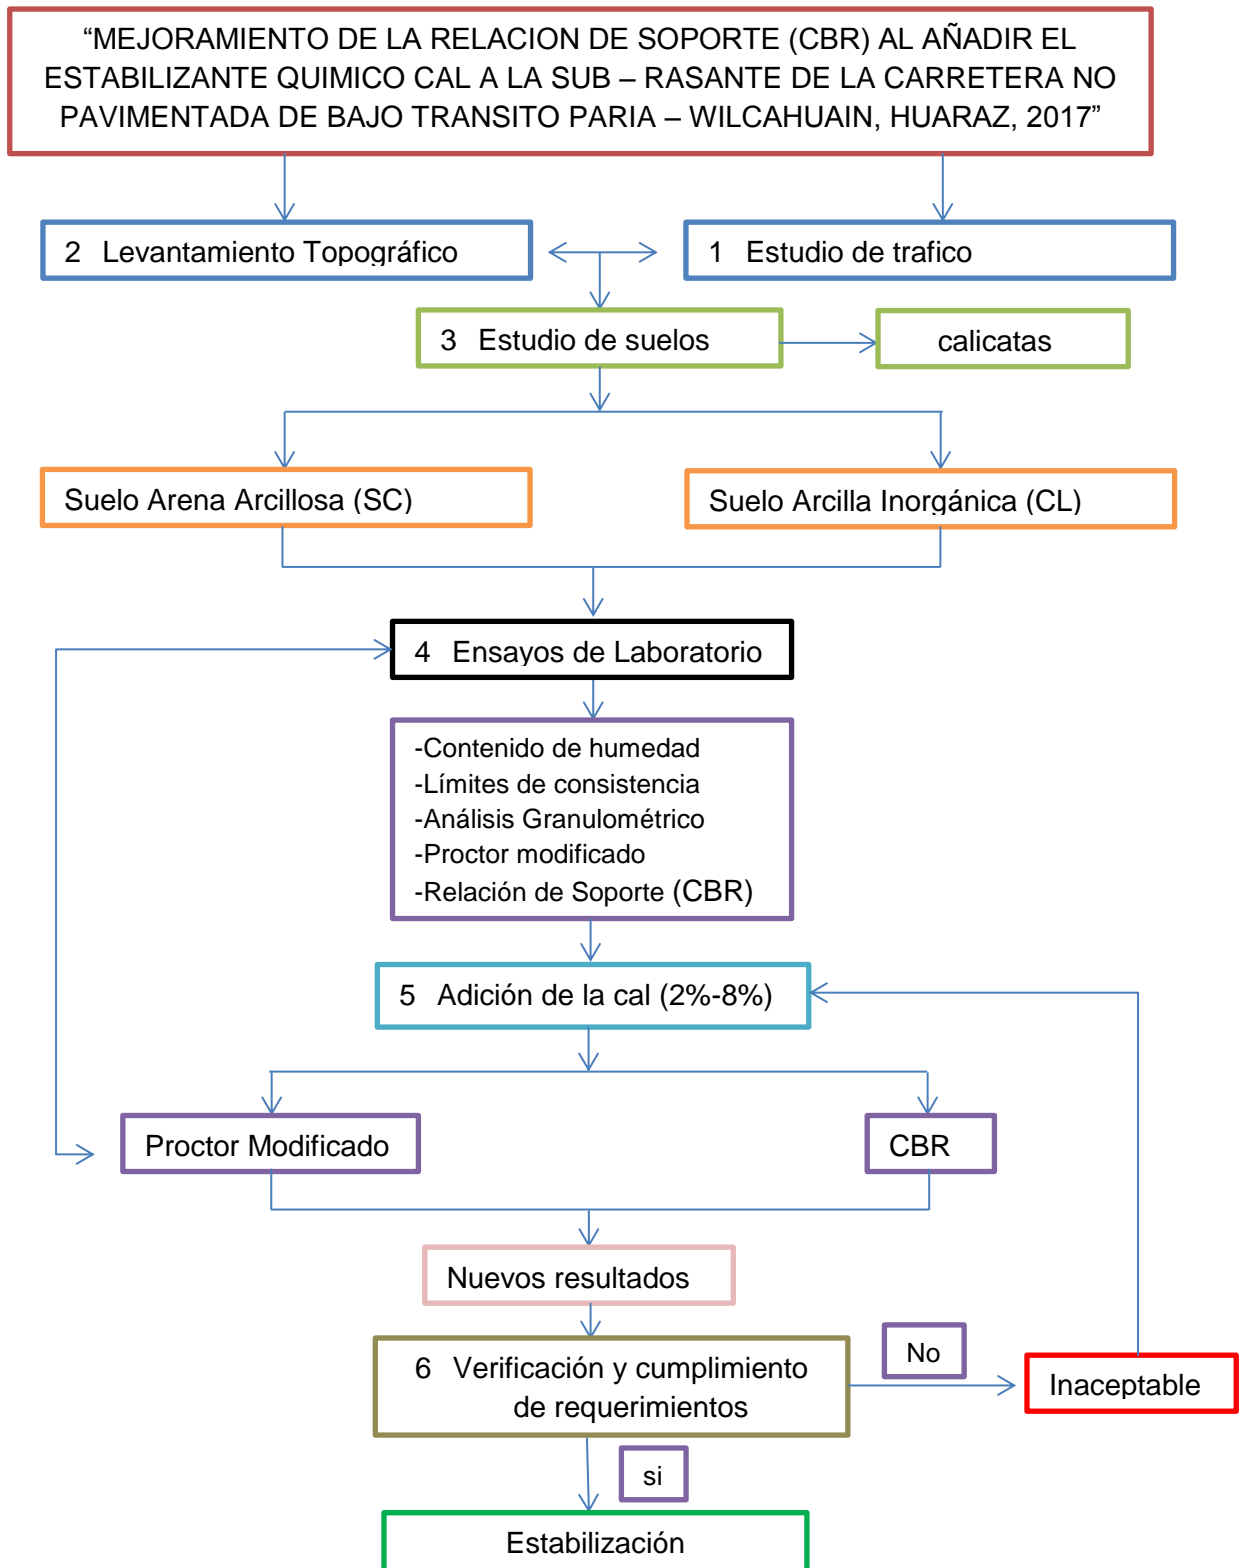 “MEJORAMIENTO DE LA RELACION DE SOPORTE (CBR) AL AÑADIR EL
ESTABILIZANTE QUIMICO CAL A LA SUB – RASANTE DE LA CARRETERA NO
PAVIMENTADA DE BAJO TRANSITO PARIA – WILCAHUAIN, HUARAZ, 2017”
2 Levantamiento Topográfico
1 Estudio de trafico
3 Estudio de suelos
calicatas
Suelo Arena Arcillosa (SC)
Suelo Arcilla Inorgánica (CL)
4 Ensayos de Laboratorio
-Contenido de humedad
-Límites de consistencia
-Análisis Granulométrico
-Proctor modificado
-Relación de Soporte (CBR)
5 Adición de la cal (2%-8%)
Proctor Modificado
CBR
Nuevos resultados
6 Verificación y cumplimiento
de requerimientos
No
Inaceptable
si
Estabilización